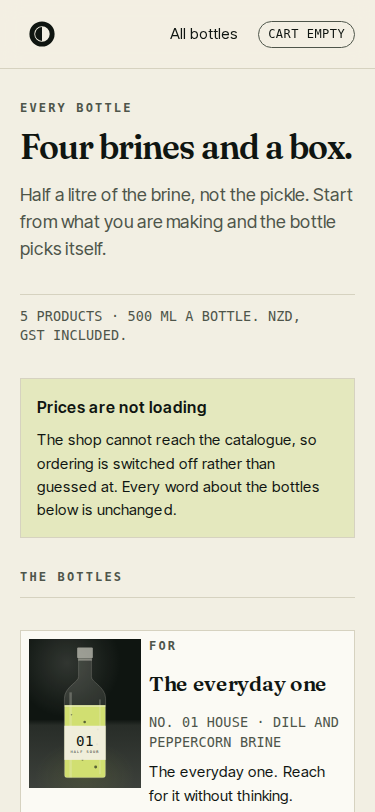 All bottles
CART EMPTY
EVERY BOTTLE
Four brines and a box.
Half a litre of the brine, not the pickle. Start
from what you are making and the bottle
picks itself.
5 PRODUCTS · 500 ML A BOTTLE. NZD,
GST INCLUDED.
Prices are not loading
The shop cannot reach the catalogue, so
ordering is switched off rather than
guessed at. Every word about the bottles
below is unchanged.
THE BOTTLES
01
HALF SOUR
FOR
The everyday one
NO. 01 HOUSE · DILL AND
PEPPERCORN BRINE
The everyday one. Reach
for it without thinking.